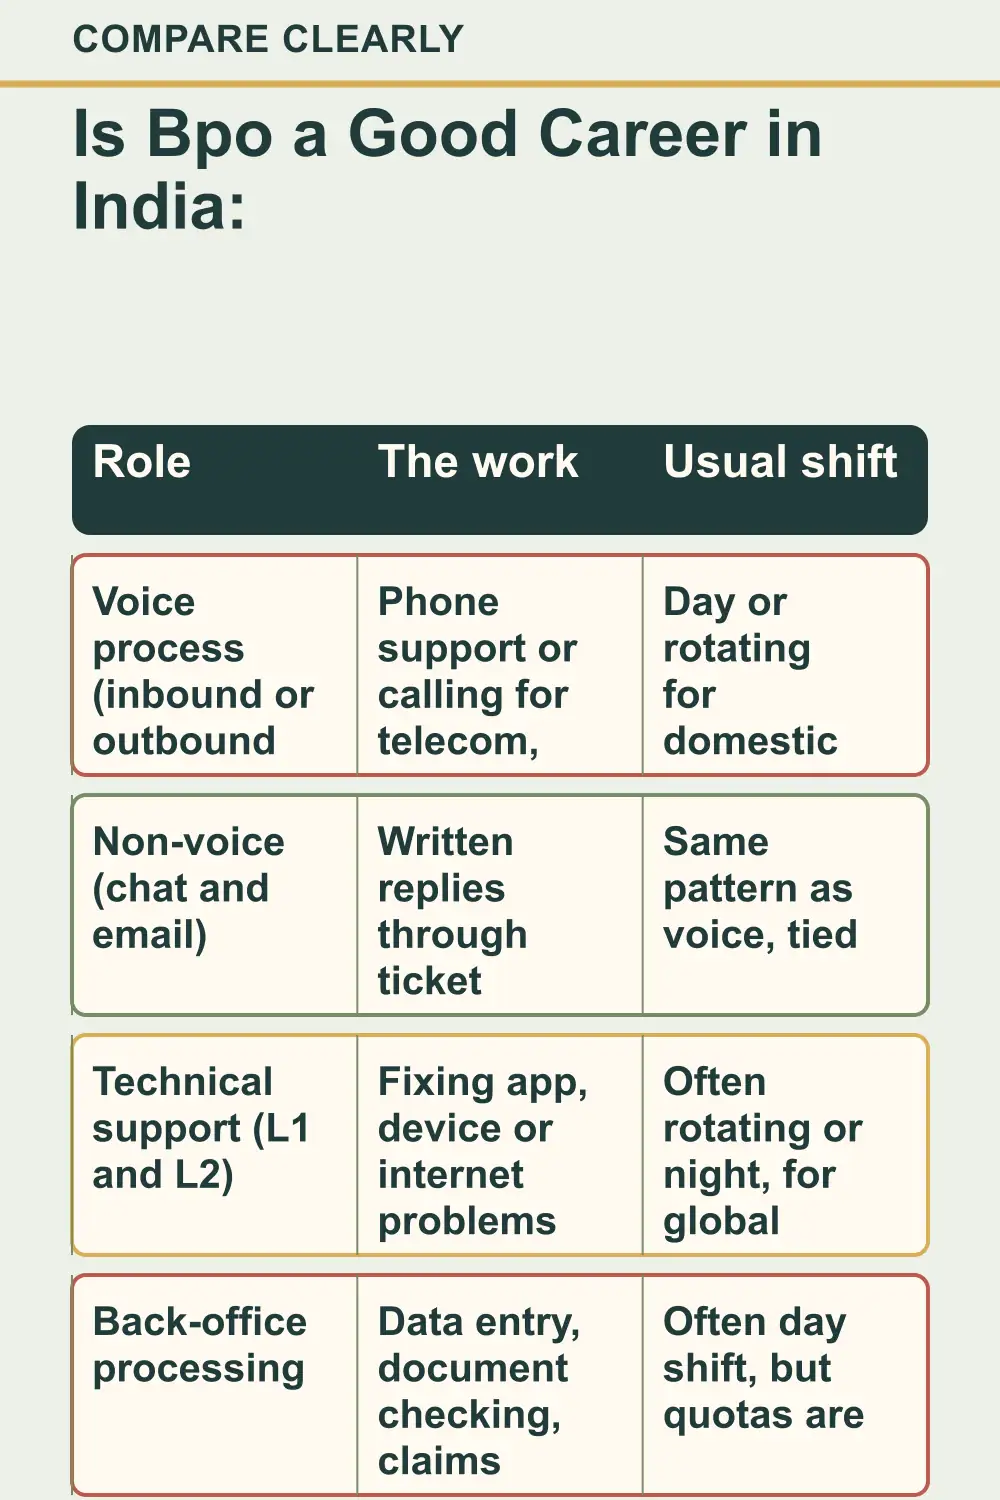 COMPARE CLEARLY
Is Bpo a Good Career in
India:
Role
The work
Usual shift
Voice
process
(inbound or
outbound
Phone
support or
calling for
telecom,
Day or
rotating
for
domestic
Non-voice
(chat and
email)
Written
replies
through
ticket
Same
pattern as
voice, tied
Technical
support (L1
and L2)
Fixing app,
device or
internet
problems
Often
rotating or
night, for
global
Back-office
processing
Data entry,
document
checking,
claims
Often day
shift, but
quotas are